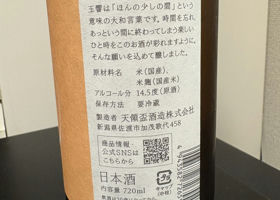 玉響は「ほんの少しの間」という
意味の大和言葉です。時間を忘れ、
あっという間に終わってしまう楽しい
ひと時をこのお酒が彩れますように。
そんな願いを込めて醸しました。
原材料名 米(国産)、
米麹(国産米)
アルコール分 14.5度(原酒)
保存方法 要冷蔵
製造者 天領盃酒造株式会社
新潟県佐渡市加茂歌代458
商品情報
公式SNSは
こちらから
日本酒
内容量 720ml
キャップ
(中栓)